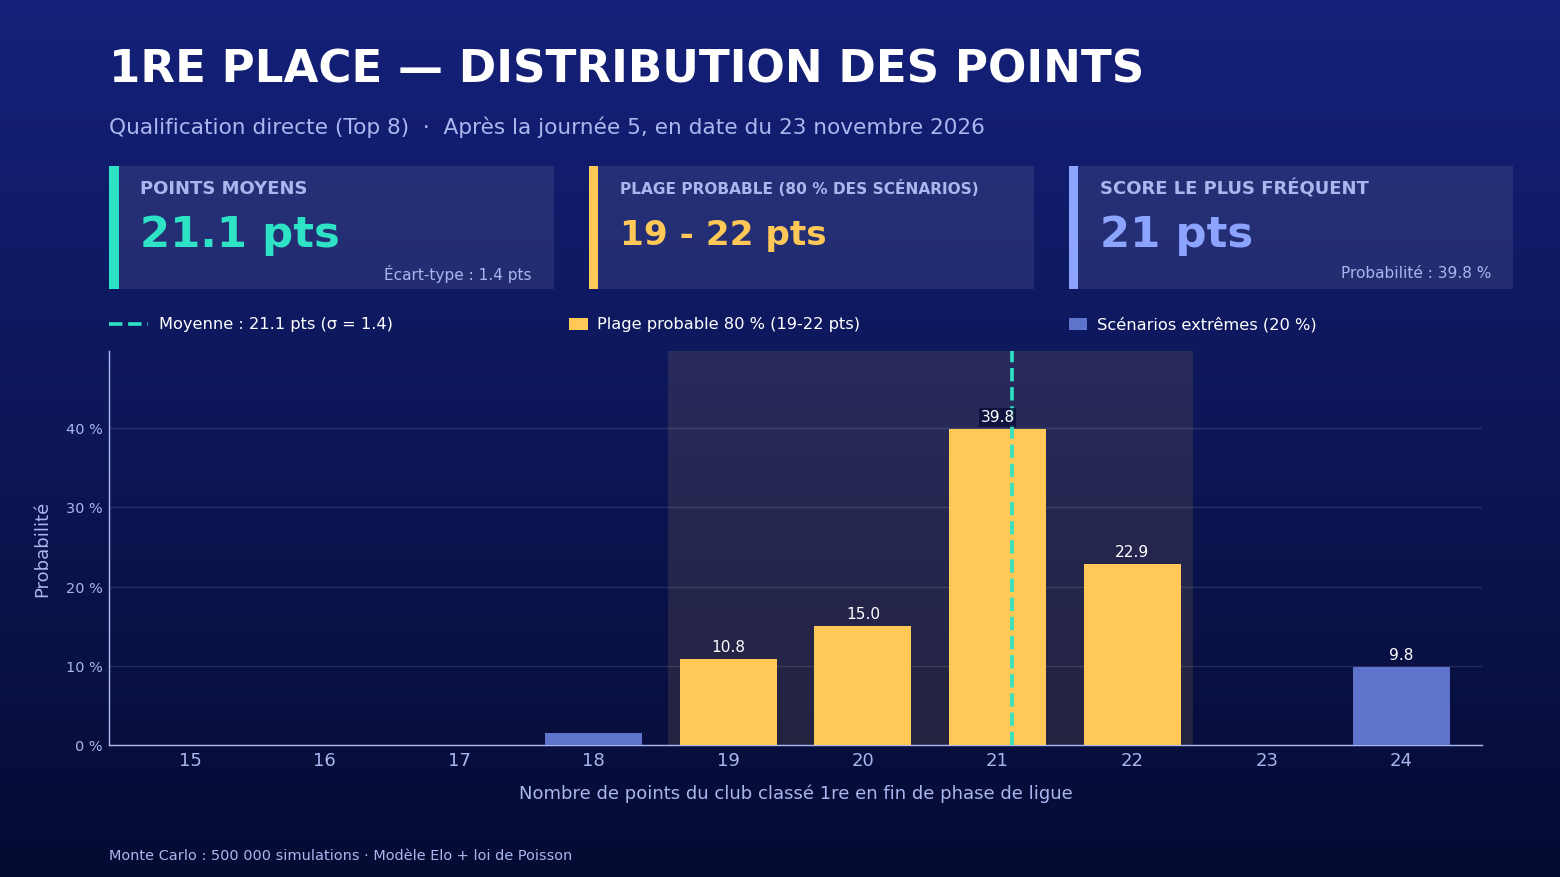 1RE PLACE — DISTRIBUTION DES POINTS
Qualification directe (Top 8) · Après la journée 5, en date du 23 novembre 2026
POINTS MOYENS
21.1 pts
Écart-type : 1.4 pts
PLAGE PROBABLE (80 % DES SCÉNARIOS)
19 - 22 pts
SCORE LE PLUS FRÉQUENT
21 pts
Probabilité : 39.8 %
Moyenne : 21.1 pts (σ = 1.4)
Plage probable 80 % (19-22 pts)
Scénarios extrêmes (20 %)
Probabilité
40 %
30 %
20 %
10 %
0 %
10.8
15.0
39.8
22.9
9.8
15 16 17 18 19 20 21 22 23 24
Nombre de points du club classé 1re en fin de phase de ligue
Monte Carlo : 500 000 simulations · Modèle Elo + loi de Poisson